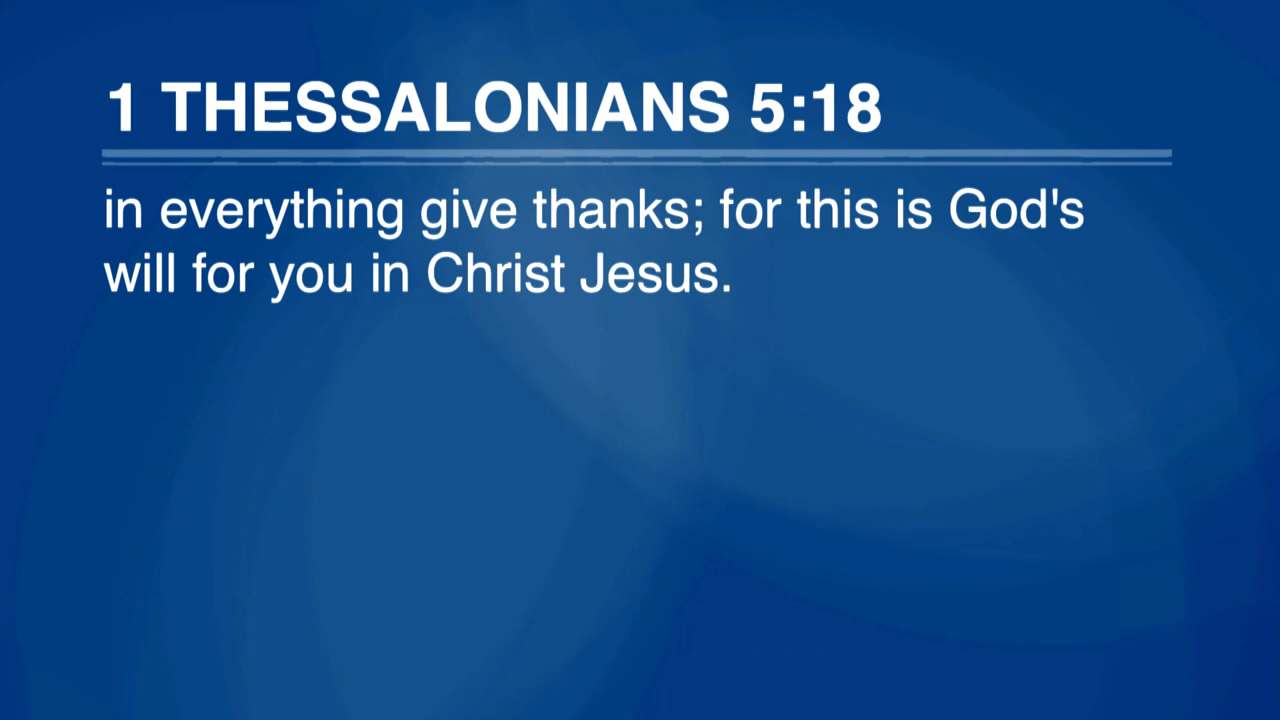 1 THESSALONIANS 5:18
in everything give thanks; for this is God's
will for you in Christ Jesus.